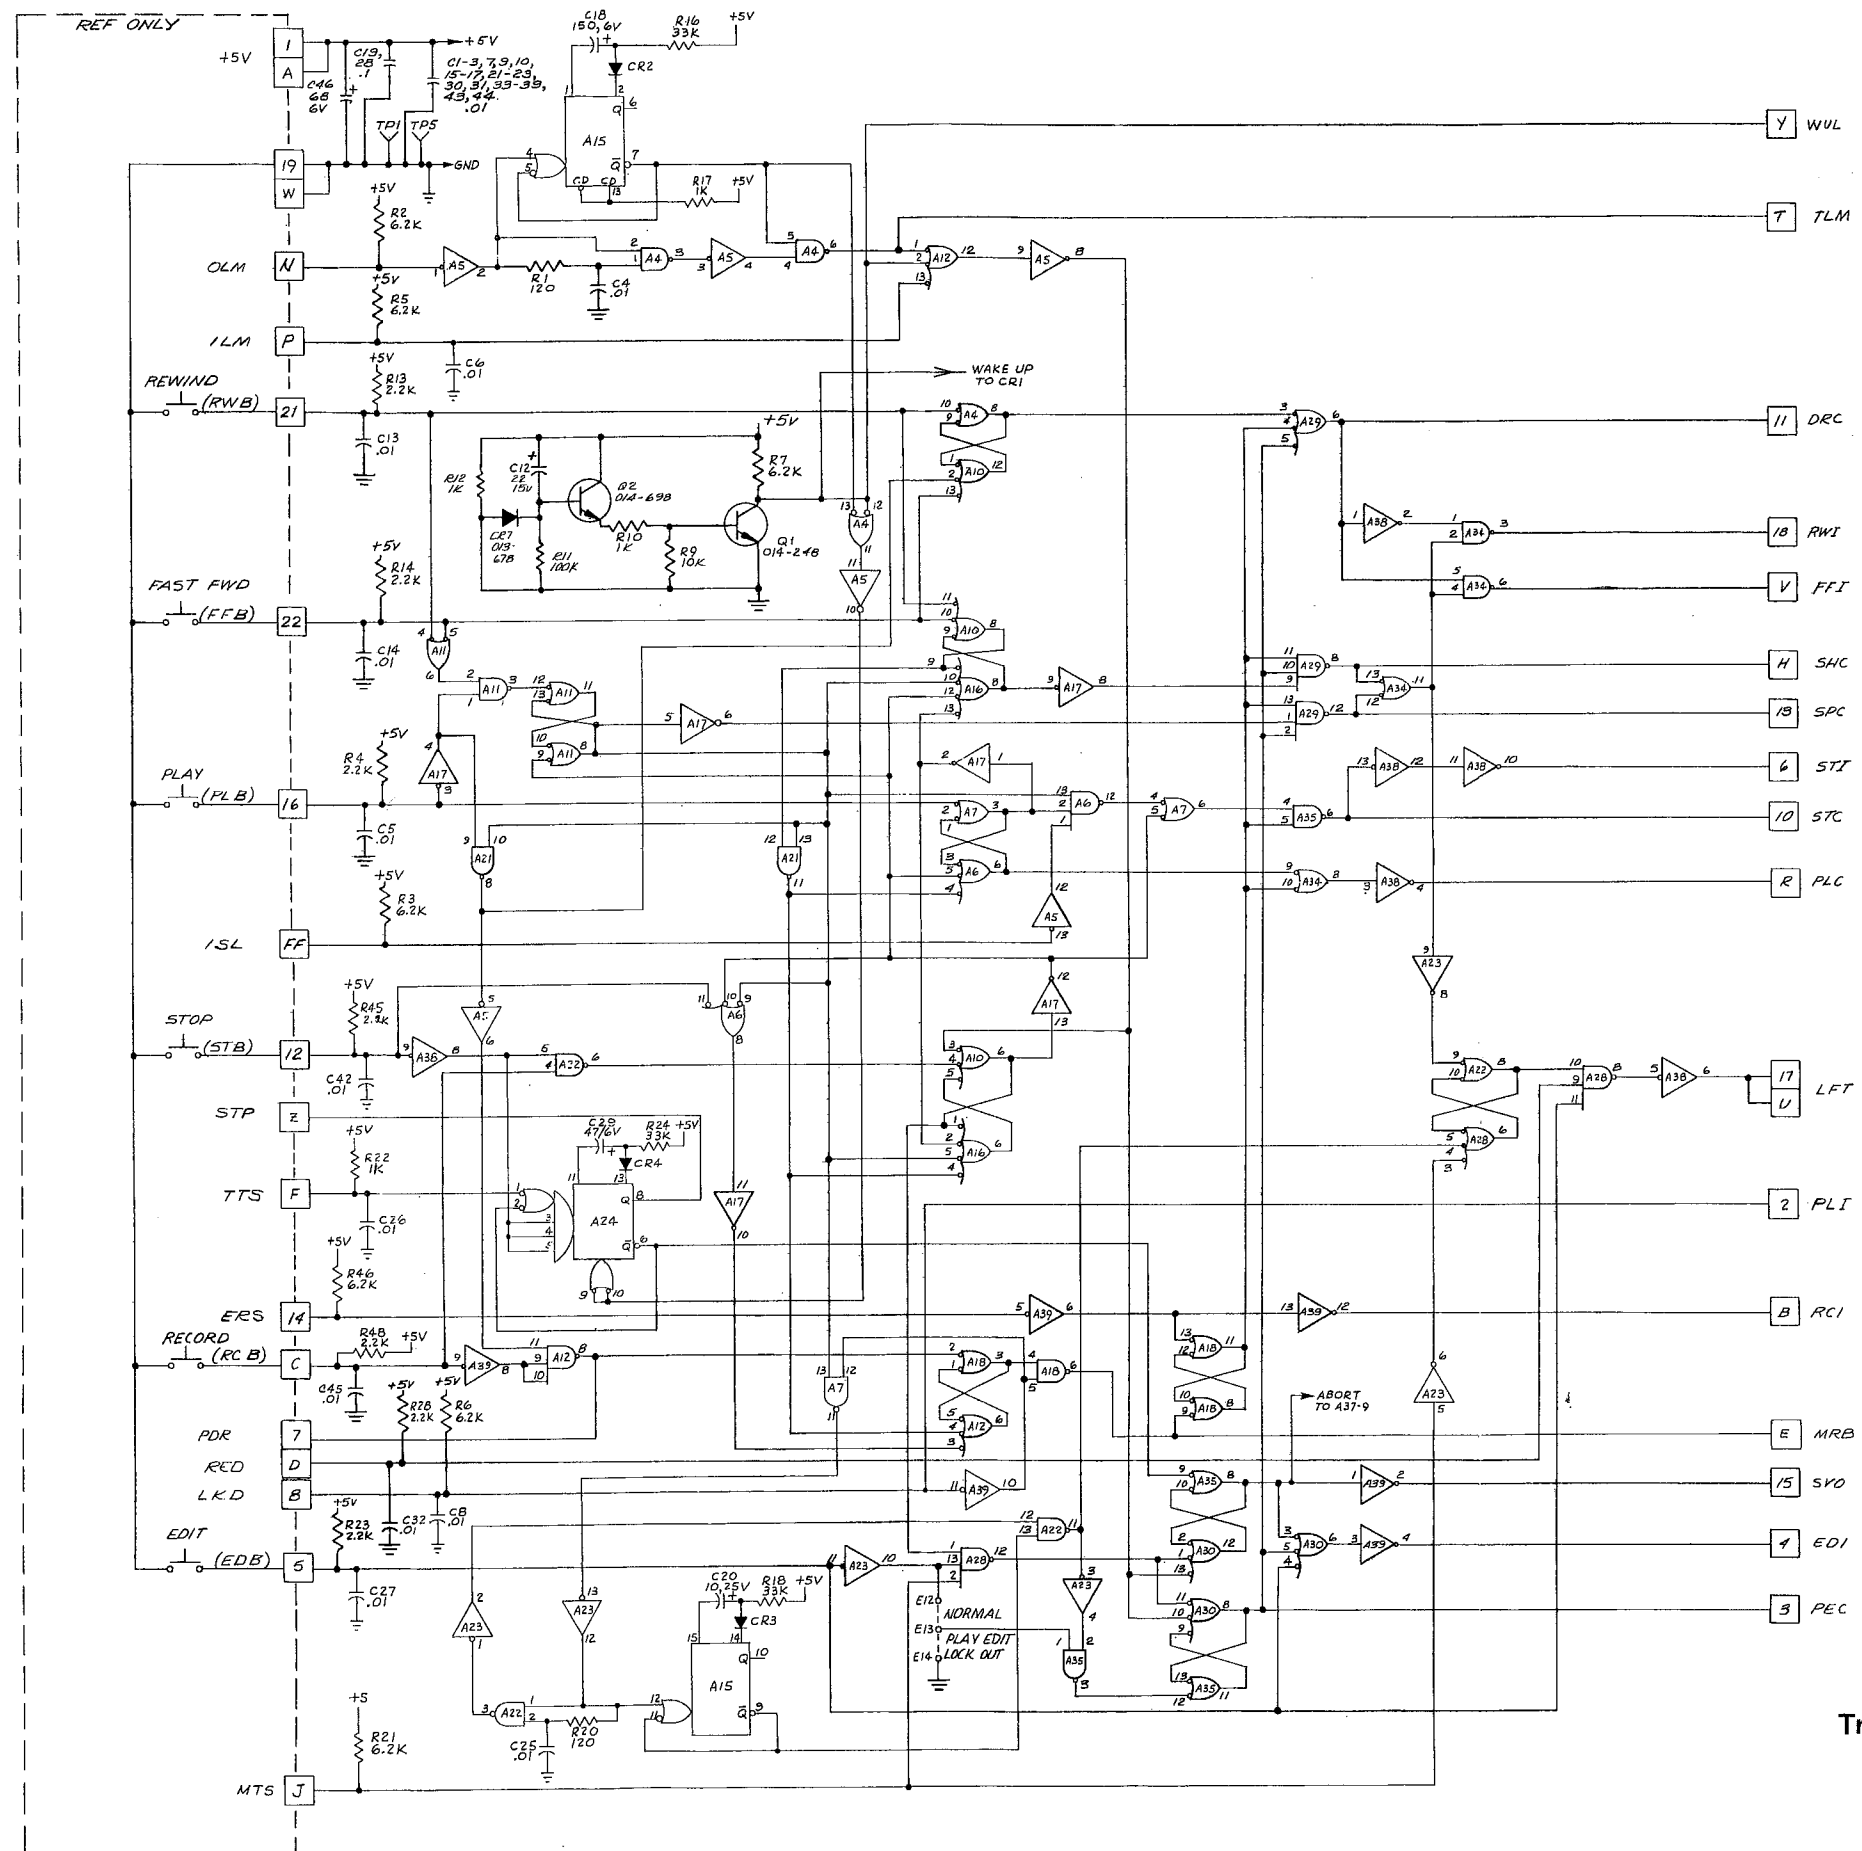 REF ONLY
+5V
1
A
+5V
C46
68
6V
C19,
28
.1
C1-3, 7, 9, 10,
15-17, 21-23,
30, 31, 33-39,
43, 44.
.01
TP1
TP5
19
W
GND
C18
150, 6V
R16
33K
+5V
CR2
A15
Q
Q
CD
CD
R17
1K
+5V
Y
WUL
T
TLM
OLM
N
+5V
R2
6.2K
A5
R1
120
C4
.01
A4
A5
A4
A12
A5
ILM
P
+5V
R5
6.2K
C6
.01
WAKE UP
TO CR1
REWIND
(RWB)
21
+5V
R13
2.2K
C13
.01
R12
1K
C12
22
15V
CR7
013-
678
R11
100K
Q2
014-698
R10
1K
R9
10K
+5V
R7
6.2K
Q1
014-248
A4
A5
A4
A10
A29
11
DRC
A38
A34
18
RWI
A34
V
FFI
FAST FWD
(FFB)
22
+5V
R14
2.2K
C14
.01
A11
A11
A11
A11
A17
A10
A16
A17
A29
H
SHC
A34
A29
13
SPC
A17
A38
A38
6
STI
PLAY
(PLB)
16
+5V
R4
2.2K
A17
C5
.01
A21
A21
A7
A6
A6
A7
A35
10
STC
A34
A38
R
PLC
ISL
FF
+5V
R3
6.2K
A5
A23
STOP
(STB)
12
+5V
R45
2.2K
C42
.01
A36
A5
A22
A6
A17
A10
A16
A22
A28
A28
A38
17
U
LFT
STP
Z
TTS
F
+5V
R22
1K
C26
.01
C29
47/6V
R24
33K
+5V
CR4
A24
Q
Q
A17
2
PLI
ERS
14
+5V
R46
6.2K
A39
A39
B
RCI
RECORD
(RCB)
C
R48
2.2K
+5V
C45
.01
A39
A12
A7
A18
A18
A12
A18
A18
A23
ABORT
TO A37-9
PDR
7
RED
D
LKD
B
R28
2.2K
+5V
R6
6.2K
+5V
C32
.01
C8
.01
A39
E
MRB
A35
A39
15
SVO
EDIT
(EDB)
5
+5V
R23
2.2K
C27
.01
A23
A28
A22
A30
A30
A39
4
EDI
A23
A23
C20
10, 25V
R18
33K
+5V
CR3
A15
Q
Q
E12
NORMAL
E13
PLAY EDIT
E14
LOCK OUT
A23
A35
A30
A35
3
PEC
A22
C25
.01
R20
120
+5
R21
6.2K
MTS
J
Tr